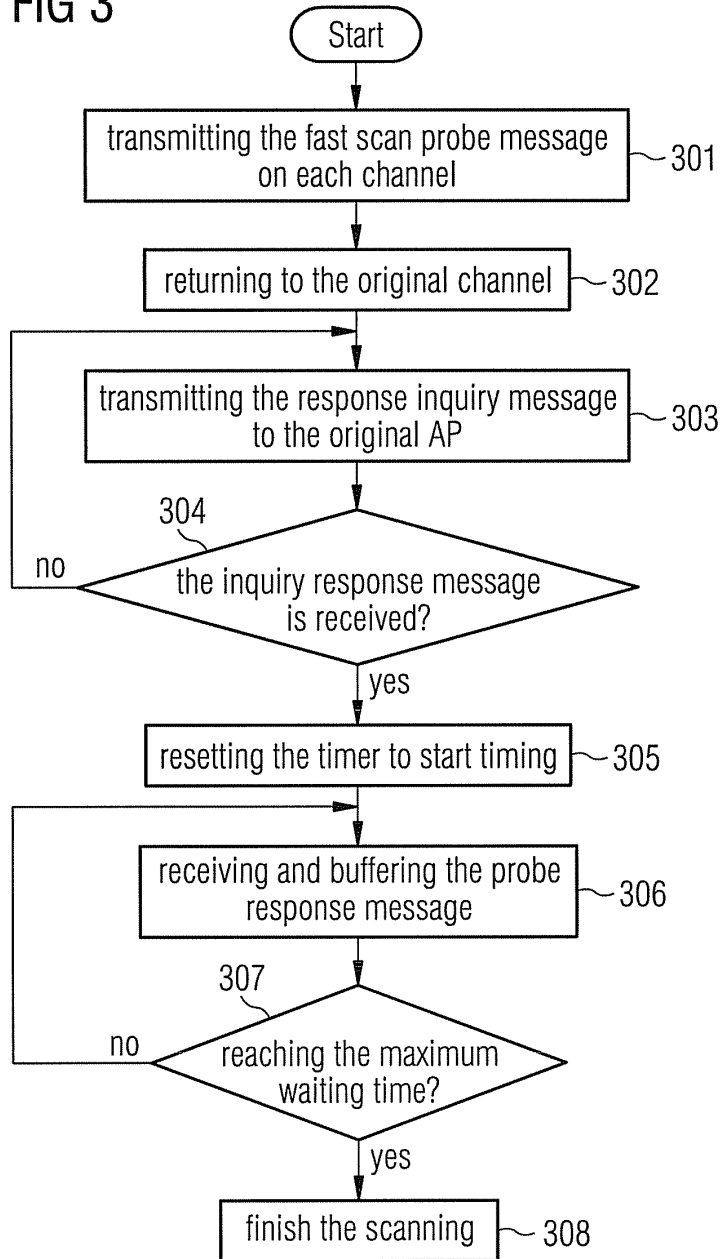 FIG 3
Start
transmitting the fast scan probe message
on each channel
301
returning to the original channel
302
transmitting the response inquiry message
to the original AP
303
304
no
the inquiry response message
is received?
yes
resetting the timer to start timing
305
receiving and buffering the probe
response message
306
307
no
reaching the maximum
waiting time?
yes
finish the scanning
308